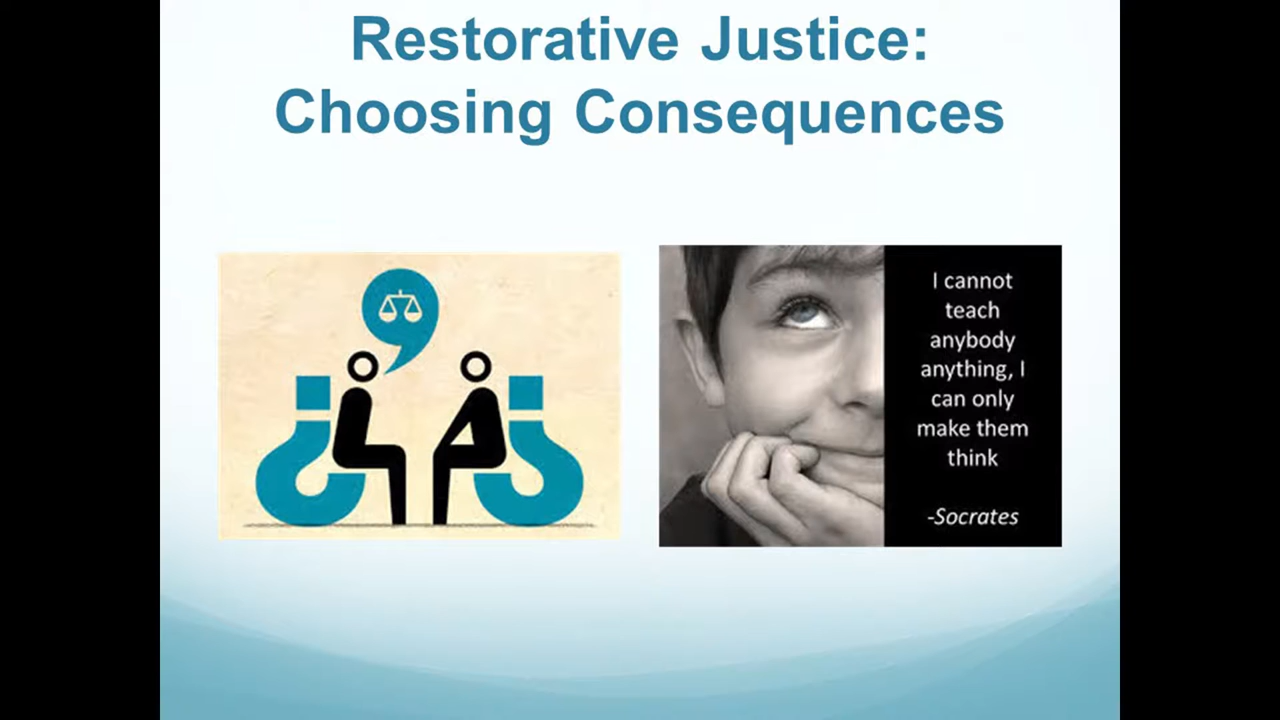 Restorative Justice:
Choosing Consequences
I cannot
teach
anybody
anything, I
can only
make them
think
-Socrates